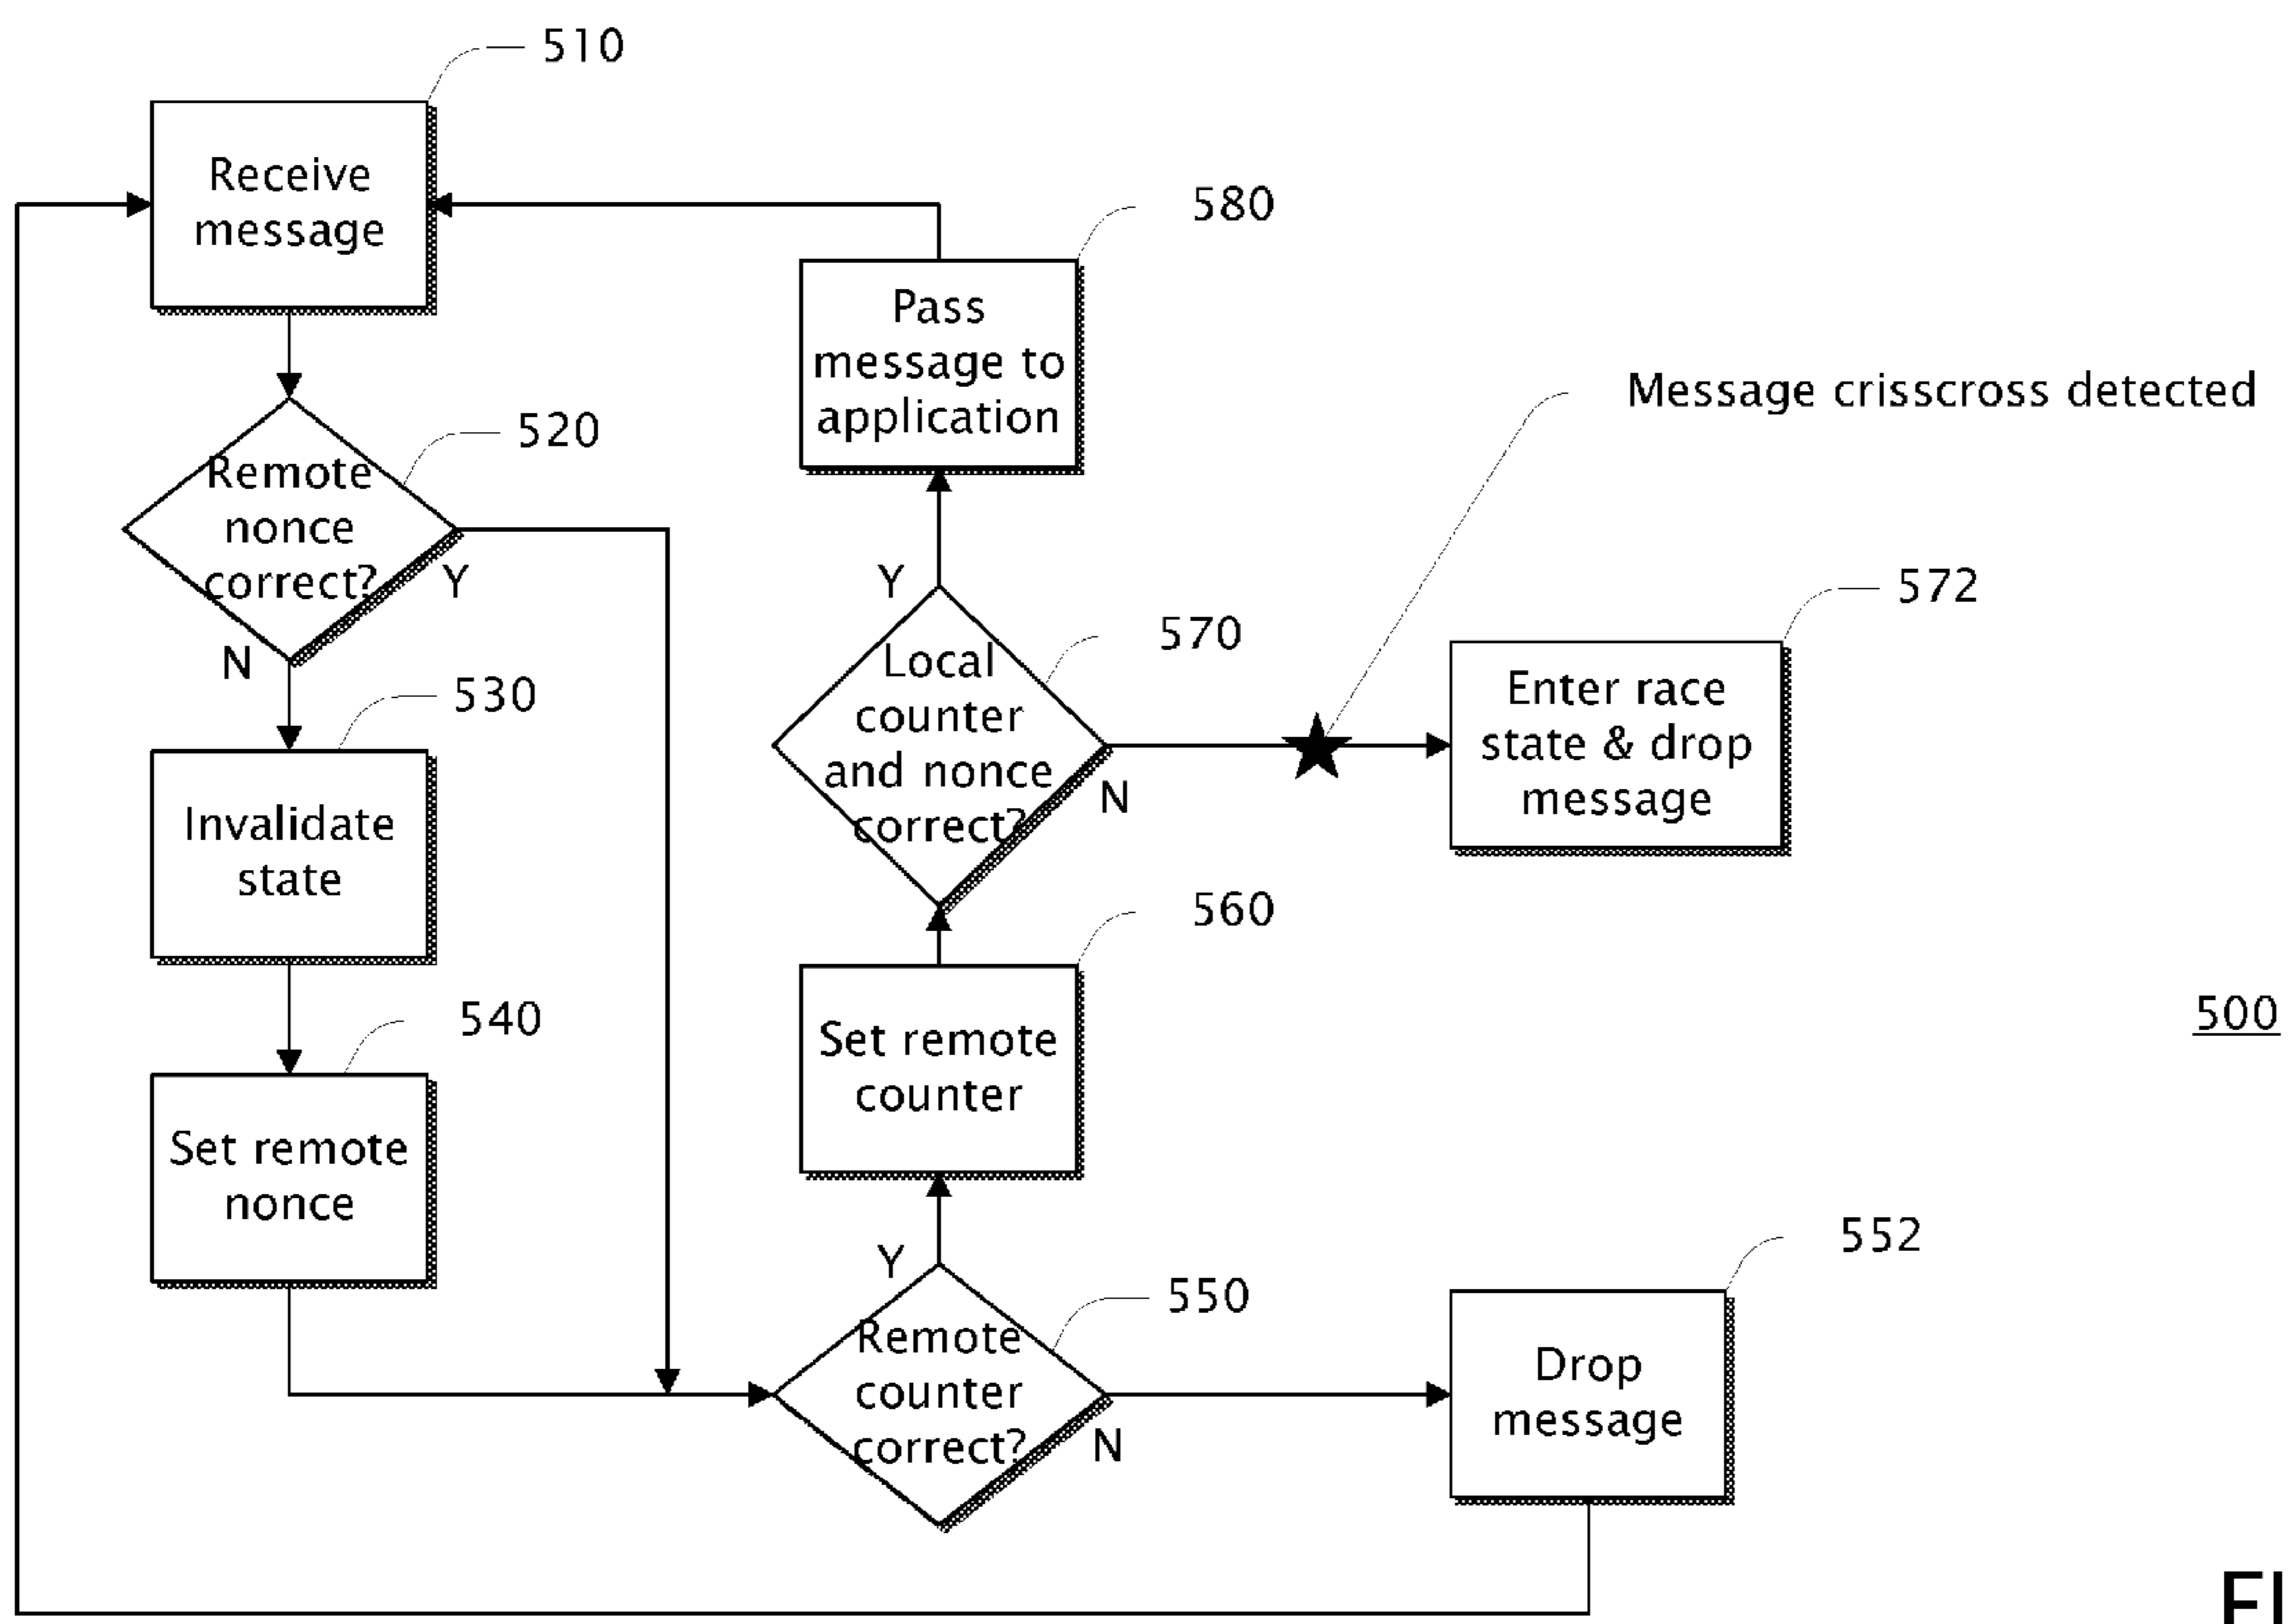 510
Receive
message
520
Remote
nonce
correct?
Y
N
530
Invalidate
state
540
Set remote
nonce
580
Pass
message to
application
Message crisscross detected
Y
570
Local
counter
and nonce
correct?
N
572
Enter race
state & drop
message
560
Set remote
counter
500
Y
550
Remote
counter
correct?
N
552
Drop
message